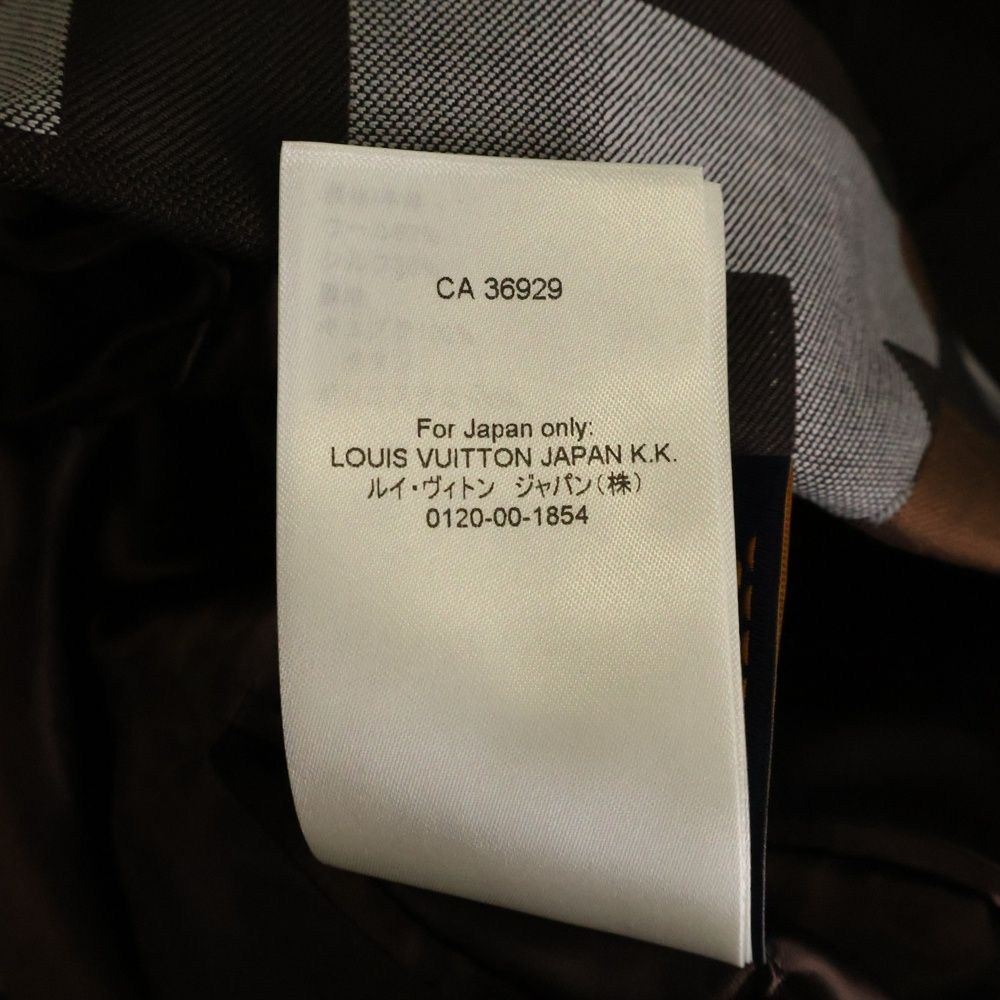 CA 36929
For Japan only:
LOUIS VUITTON JAPAN K.K.
ルイ・ヴィトン ジャパン(株)
0120-00-1854